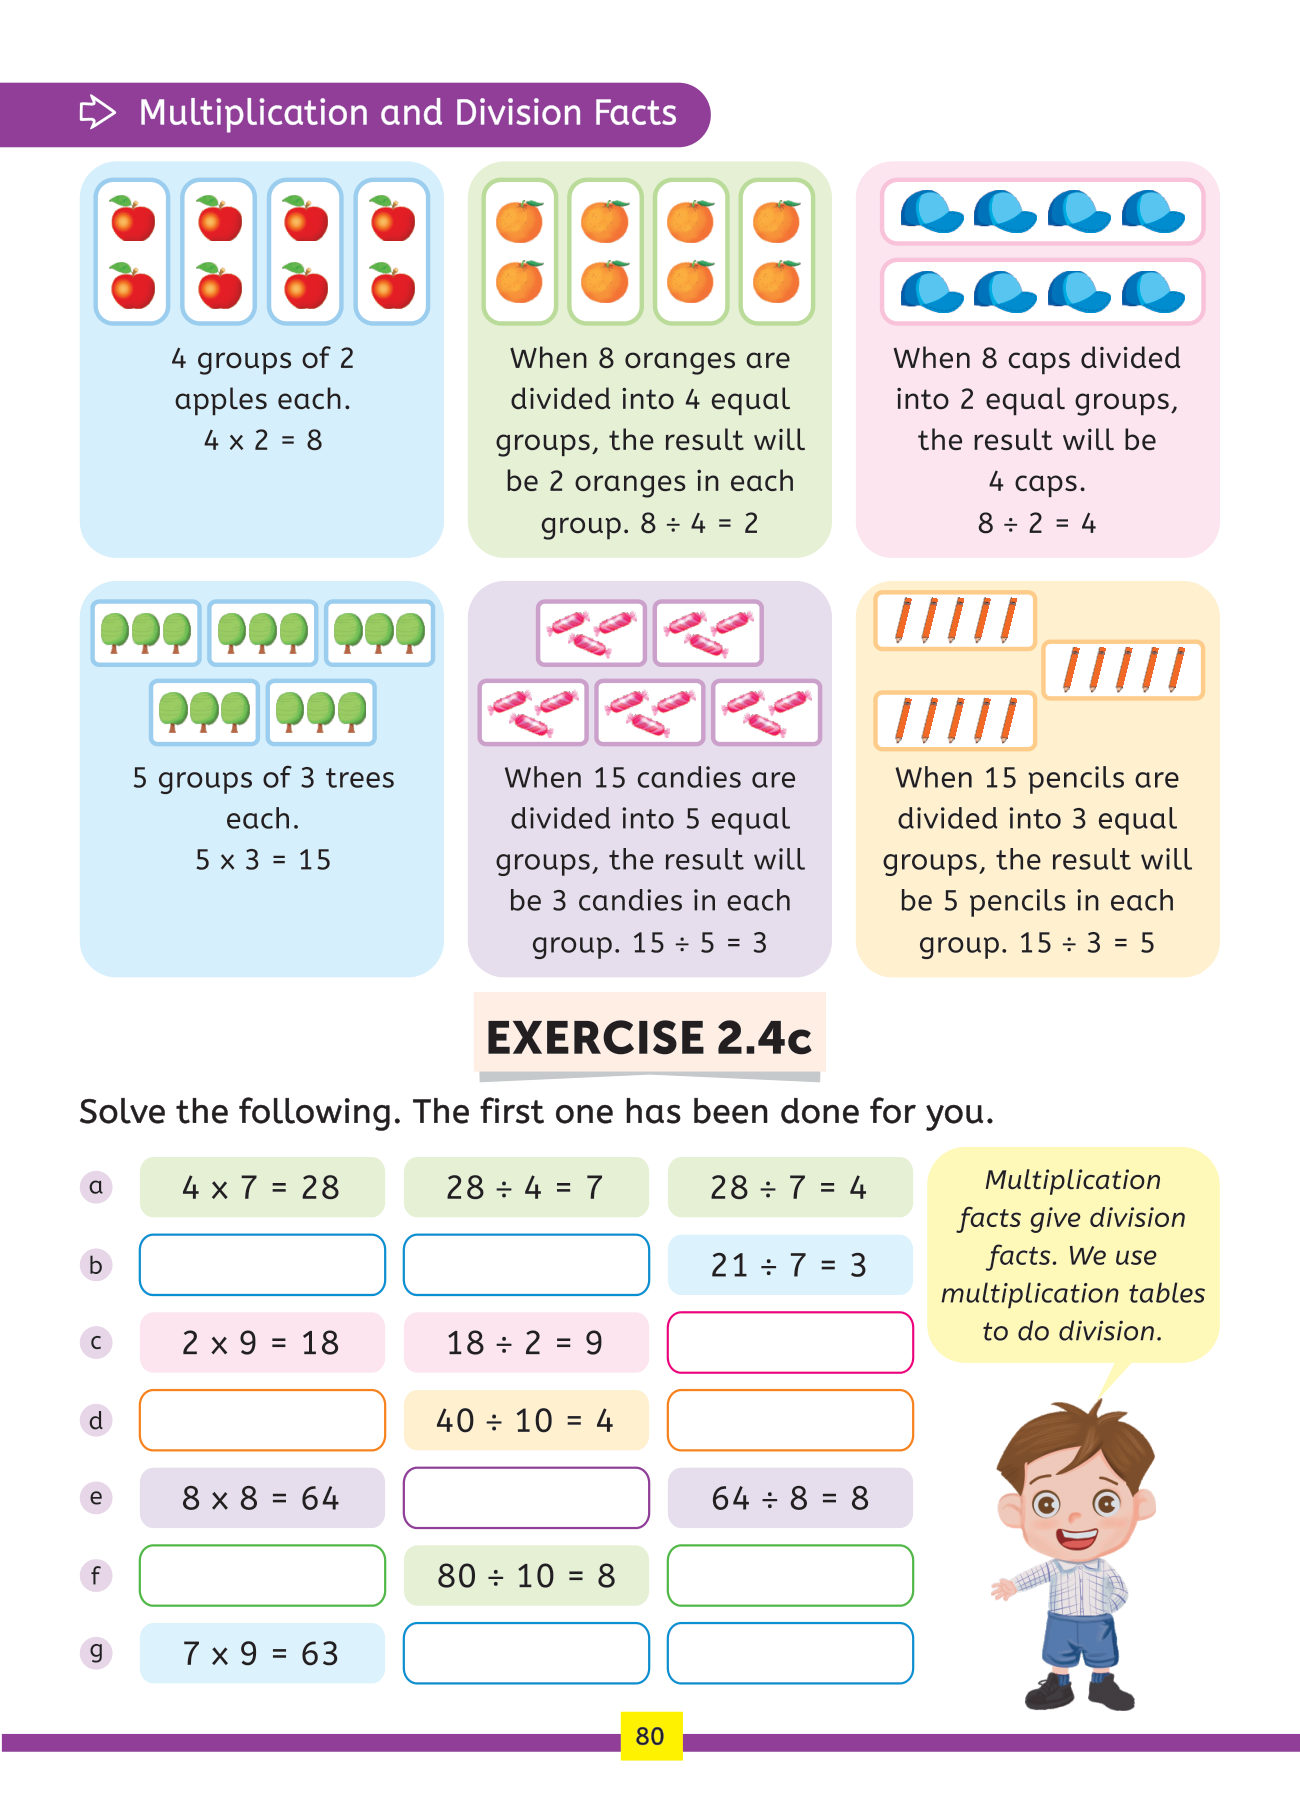 Multiplication and Division Facts
4 groups of 2
apples each.
4 x 2 = 8
When 8 oranges are
divided into 4 equal
groups, the result will
be 2 oranges in each
group. 8 ÷ 4 = 2
When 8 caps divided
into 2 equal groups,
the result will be
4 caps.
8 ÷ 2 = 4
5 groups of 3 trees
each.
5 x 3 = 15
When 15 candies are
divided into 5 equal
groups, the result will
be 3 candies in each
group. 15 ÷ 5 = 3
When 15 pencils are
divided into 3 equal
groups, the result will
be 5 pencils in each
group. 15 ÷ 3 = 5
EXERCISE 2.4c
Solve the following. The first one has been done for you.
a 4 x 7 = 28 28 ÷ 4 = 7 28 ÷ 7 = 4
b 21 ÷ 7 = 3
c 2 x 9 = 18 18 ÷ 2 = 9
d 40 ÷ 10 = 4
e 8 x 8 = 64 64 ÷ 8 = 8
f 80 ÷ 10 = 8
g 7 x 9 = 63
Multiplication
facts give division
facts. We use
multiplication tables
to do division.
80